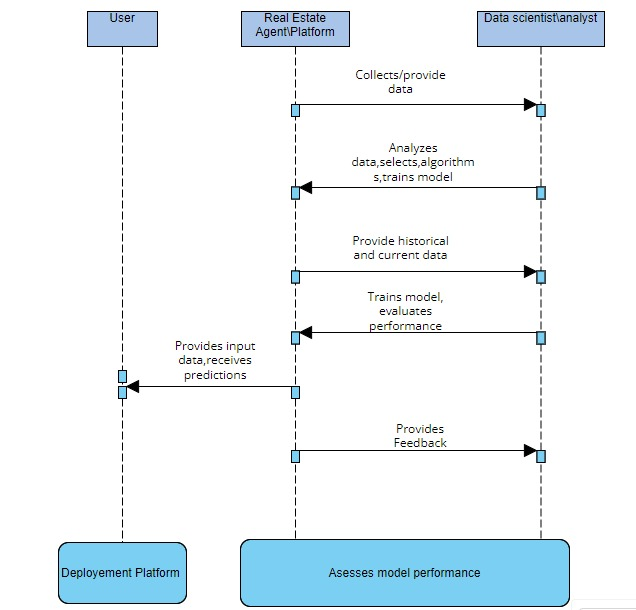 User
Real Estate
Agent\Platform
Data scientist\analyst
Collects/provide
data
Analyzes
data,selects,algorithm
s,trains model
Provide historical
and current data
Trains model,
evaluates
performance
Provides input
data,receives
predictions
Provides
Feedback
Deployement Platform
Asesses model performance